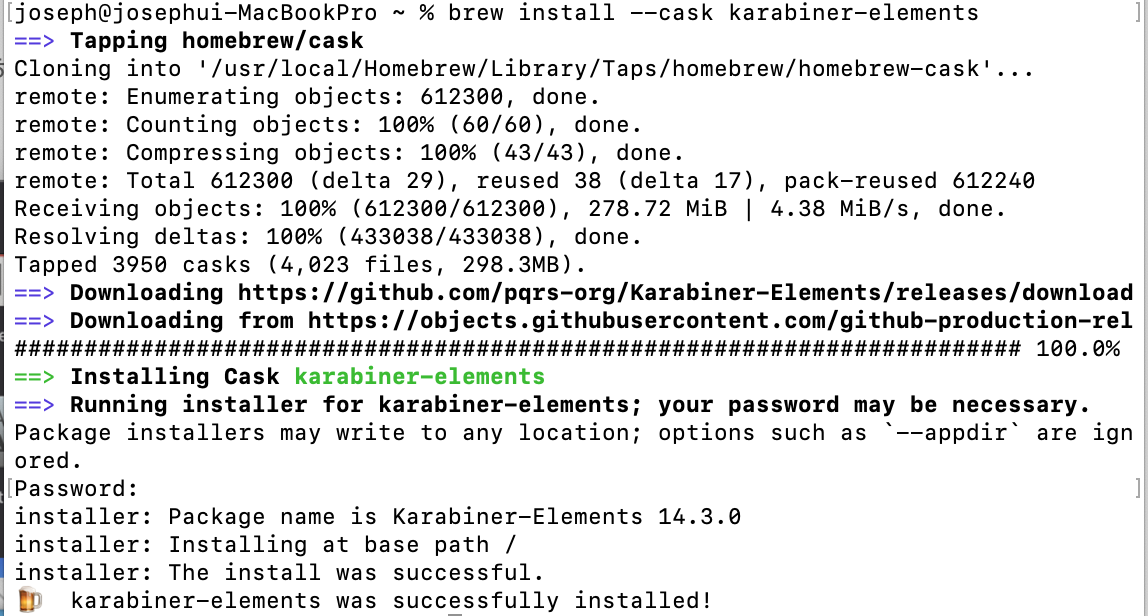 [joseph@josephui-MacBookPro ~ % brew install --cask karabiner-elements ]
==> Tapping homebrew/cask
Cloning into '/usr/local/Homebrew/Library/Taps/homebrew/homebrew-cask'...
remote: Enumerating objects: 612300, done.
remote: Counting objects: 100% (60/60), done.
remote: Compressing objects: 100% (43/43), done.
remote: Total 612300 (delta 29), reused 38 (delta 17), pack-reused 612240
Receiving objects: 100% (612300/612300), 278.72 MiB | 4.38 MiB/s, done.
Resolving deltas: 100% (433038/433038), done.
Tapped 3950 casks (4,023 files, 298.3MB).
==> Downloading https://github.com/pqrs-org/Karabiner-Elements/releases/download
==> Downloading from https://objects.githubusercontent.com/github-production-rel
######################################################################## 100.0%
==> Installing Cask karabiner-elements
==> Running installer for karabiner-elements; your password may be necessary.
Package installers may write to any location; options such as `--appdir` are ign
ored.
[Password: ]
installer: Package name is Karabiner-Elements 14.3.0
installer: Installing at base path /
installer: The install was successful.
🍺 karabiner-elements was successfully installed!